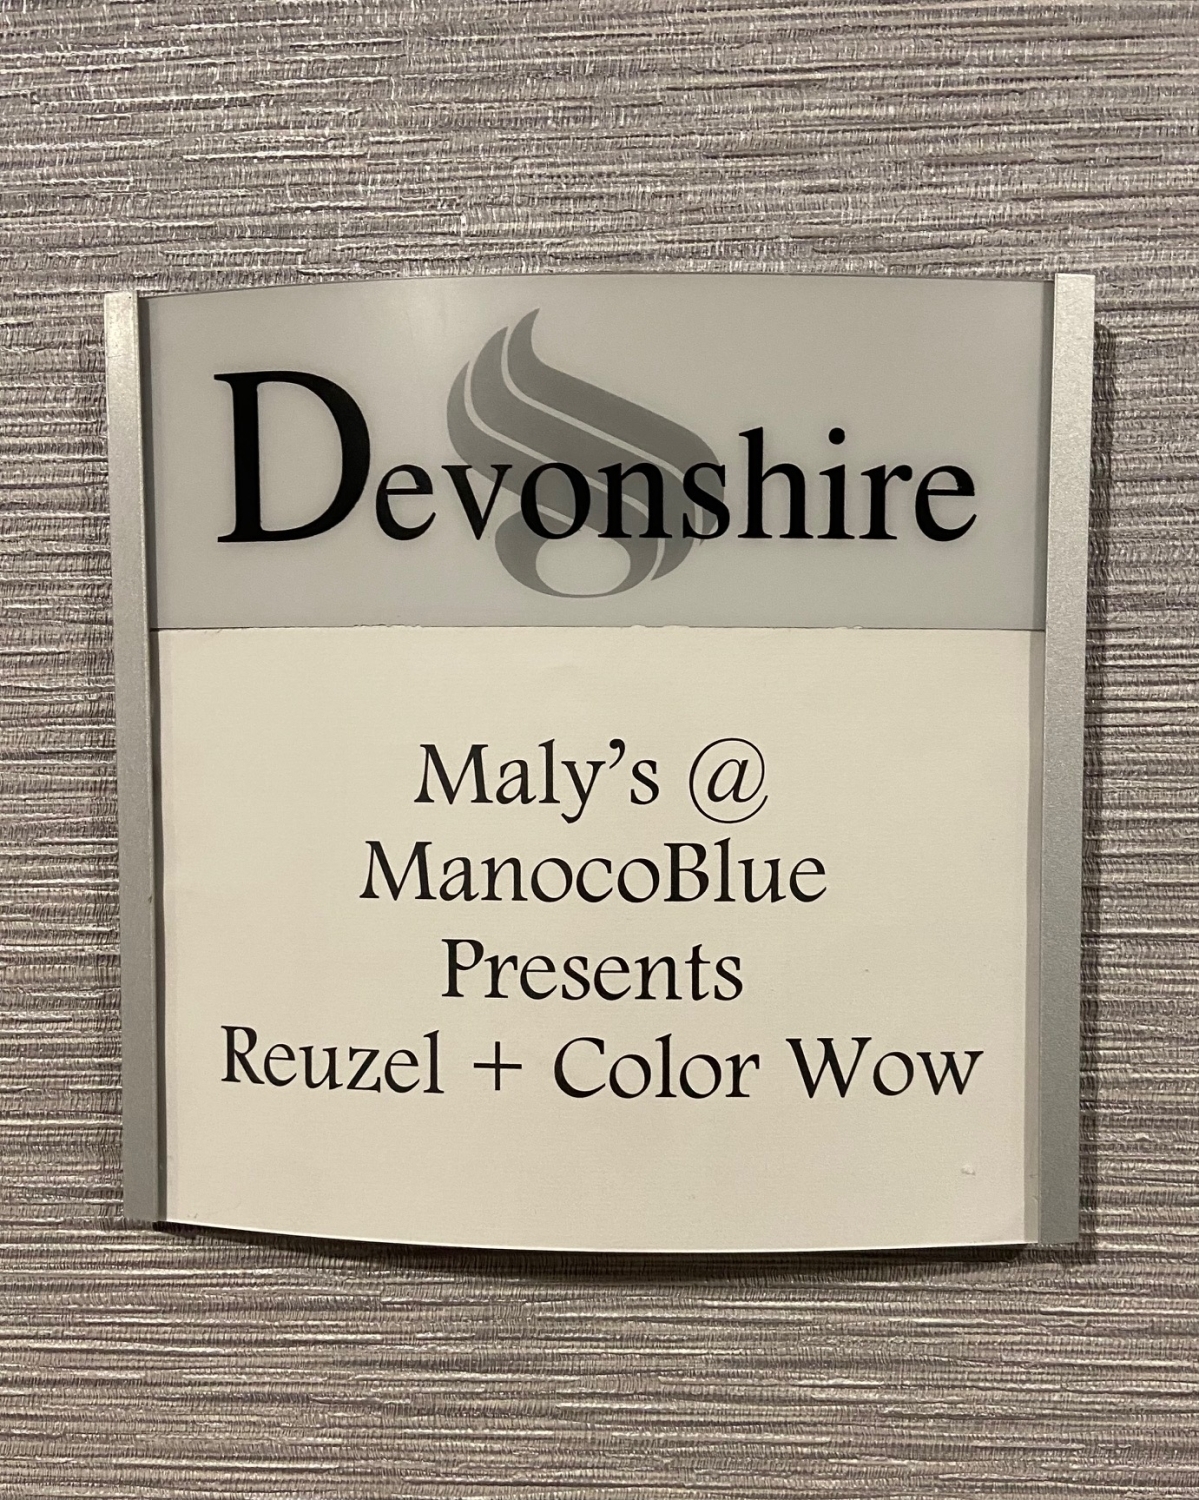 Devonshire
Maly's @
ManocoBlue
Presents
Reuzel + Color Wow